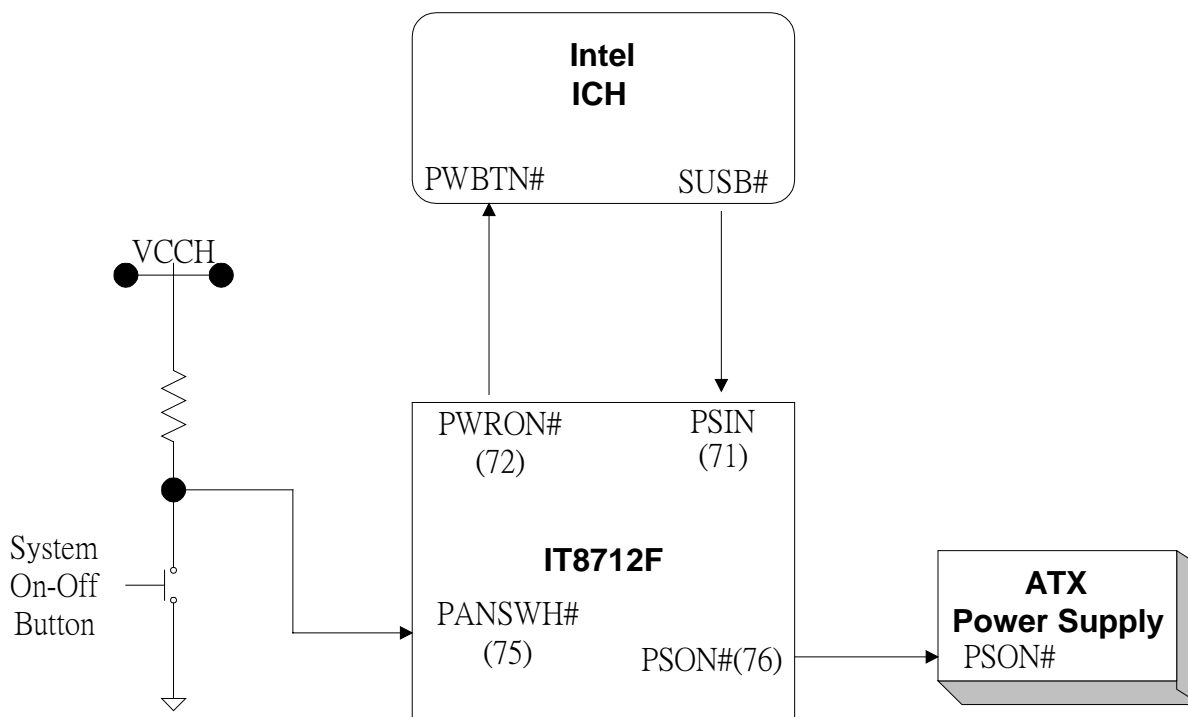 Intel
ICH
PWBTN#
SUSB#
VCCH
PWRON#
(72)
PSIN
(71)
System
On-Off
Button
IT8712F
PANSWH#
(75)
PSON#(76)
ATX
Power Supply
PSON#